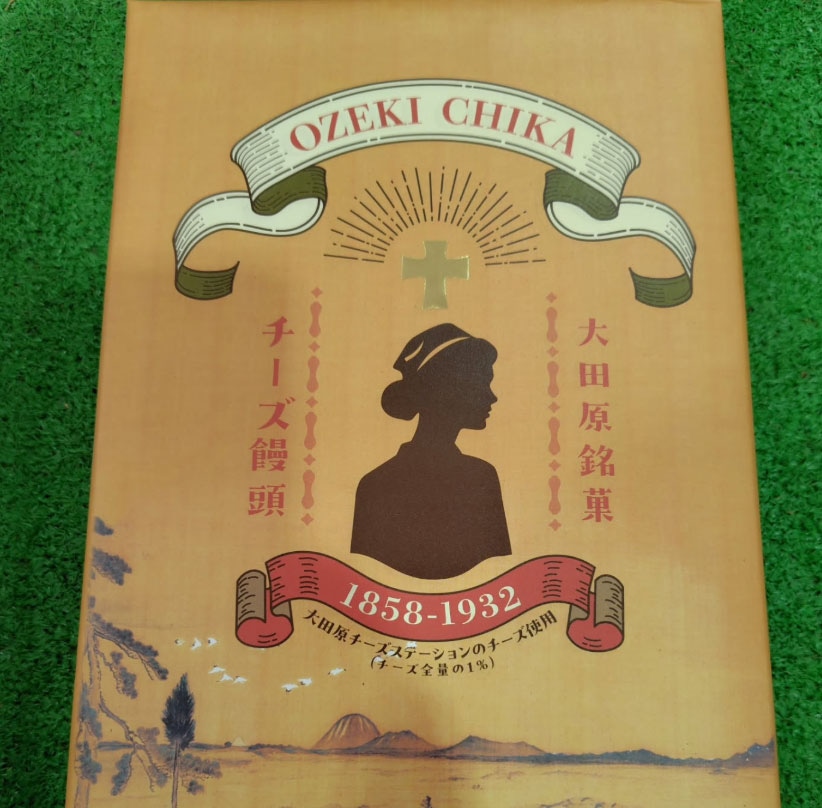 OZEKI CHIKA
大田原銘菓
チーズ饅頭
1858-1932
大田原チーズステーションのチーズ使用
(チーズ全量の1%)